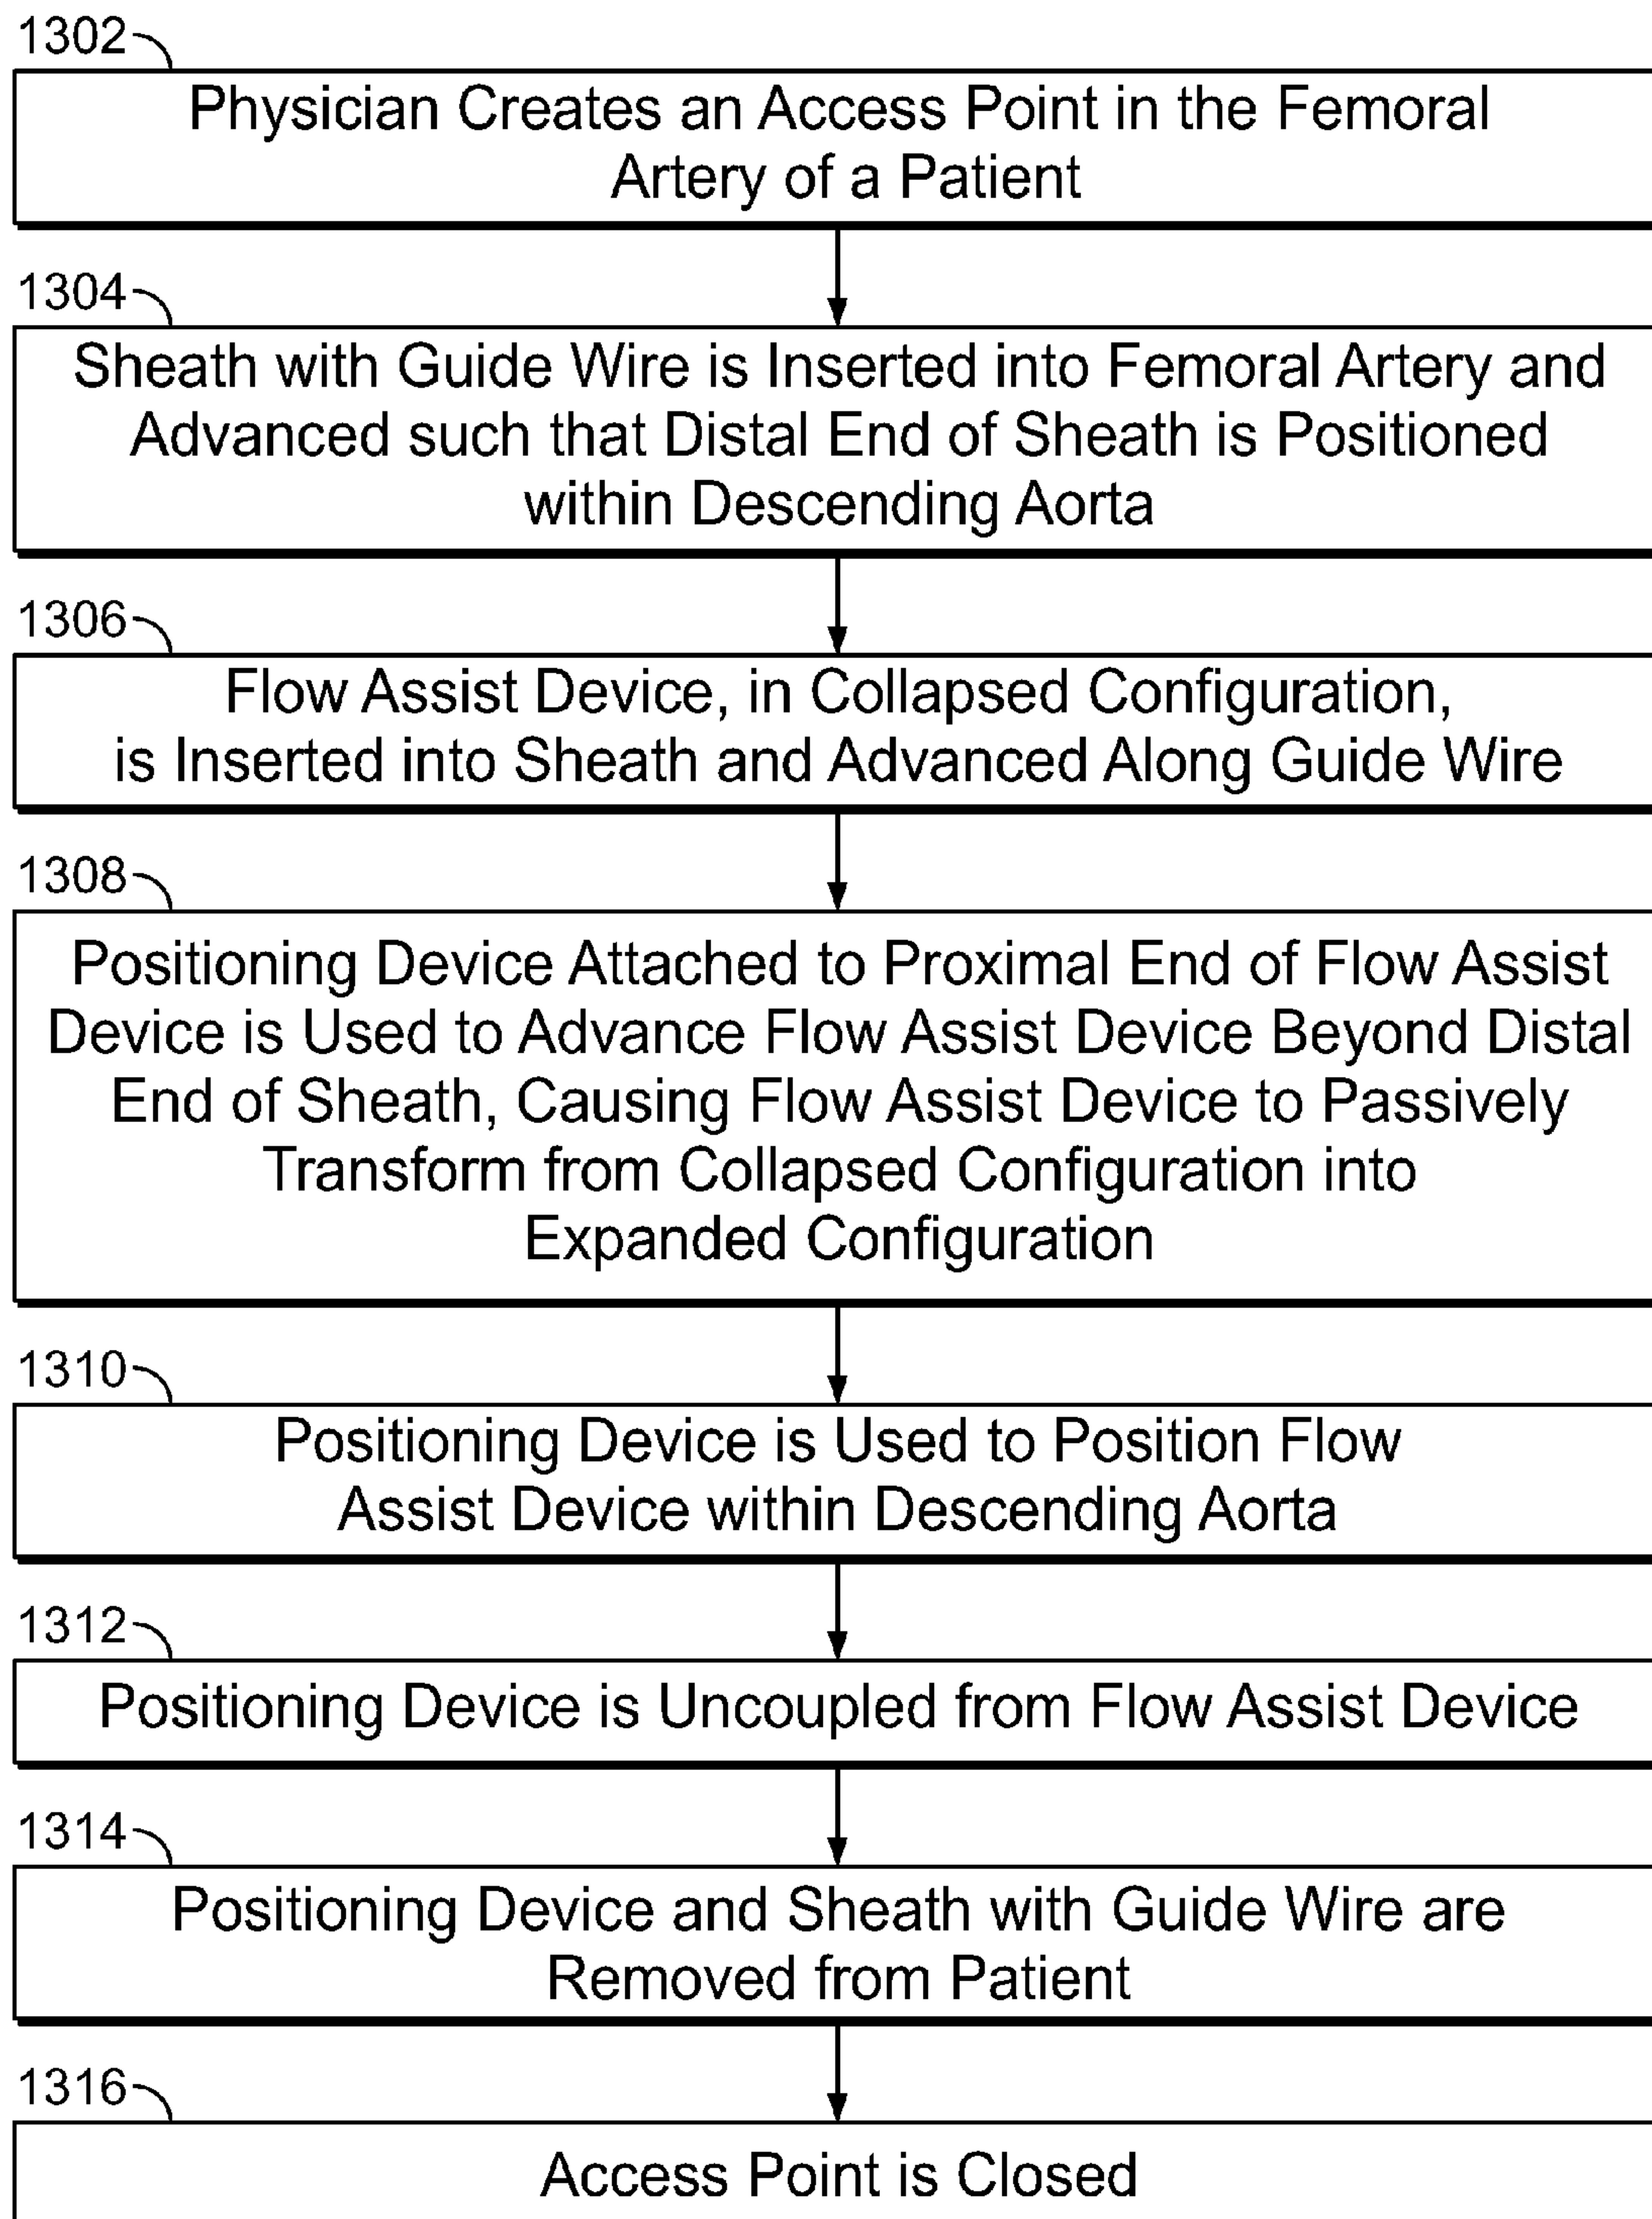 1302
Physician Creates an Access Point in the Femoral
Artery of a Patient
1304
Sheath with Guide Wire is Inserted into Femoral Artery and
Advanced such that Distal End of Sheath is Positioned
within Descending Aorta
1306
Flow Assist Device, in Collapsed Configuration,
is Inserted into Sheath and Advanced Along Guide Wire
1308
Positioning Device Attached to Proximal End of Flow Assist
Device is Used to Advance Flow Assist Device Beyond Distal
End of Sheath, Causing Flow Assist Device to Passively
Transform from Collapsed Configuration into
Expanded Configuration
1310
Positioning Device is Used to Position Flow
Assist Device within Descending Aorta
1312
Positioning Device is Uncoupled from Flow Assist Device
1314
Positioning Device and Sheath with Guide Wire are
Removed from Patient
1316
Access Point is Closed